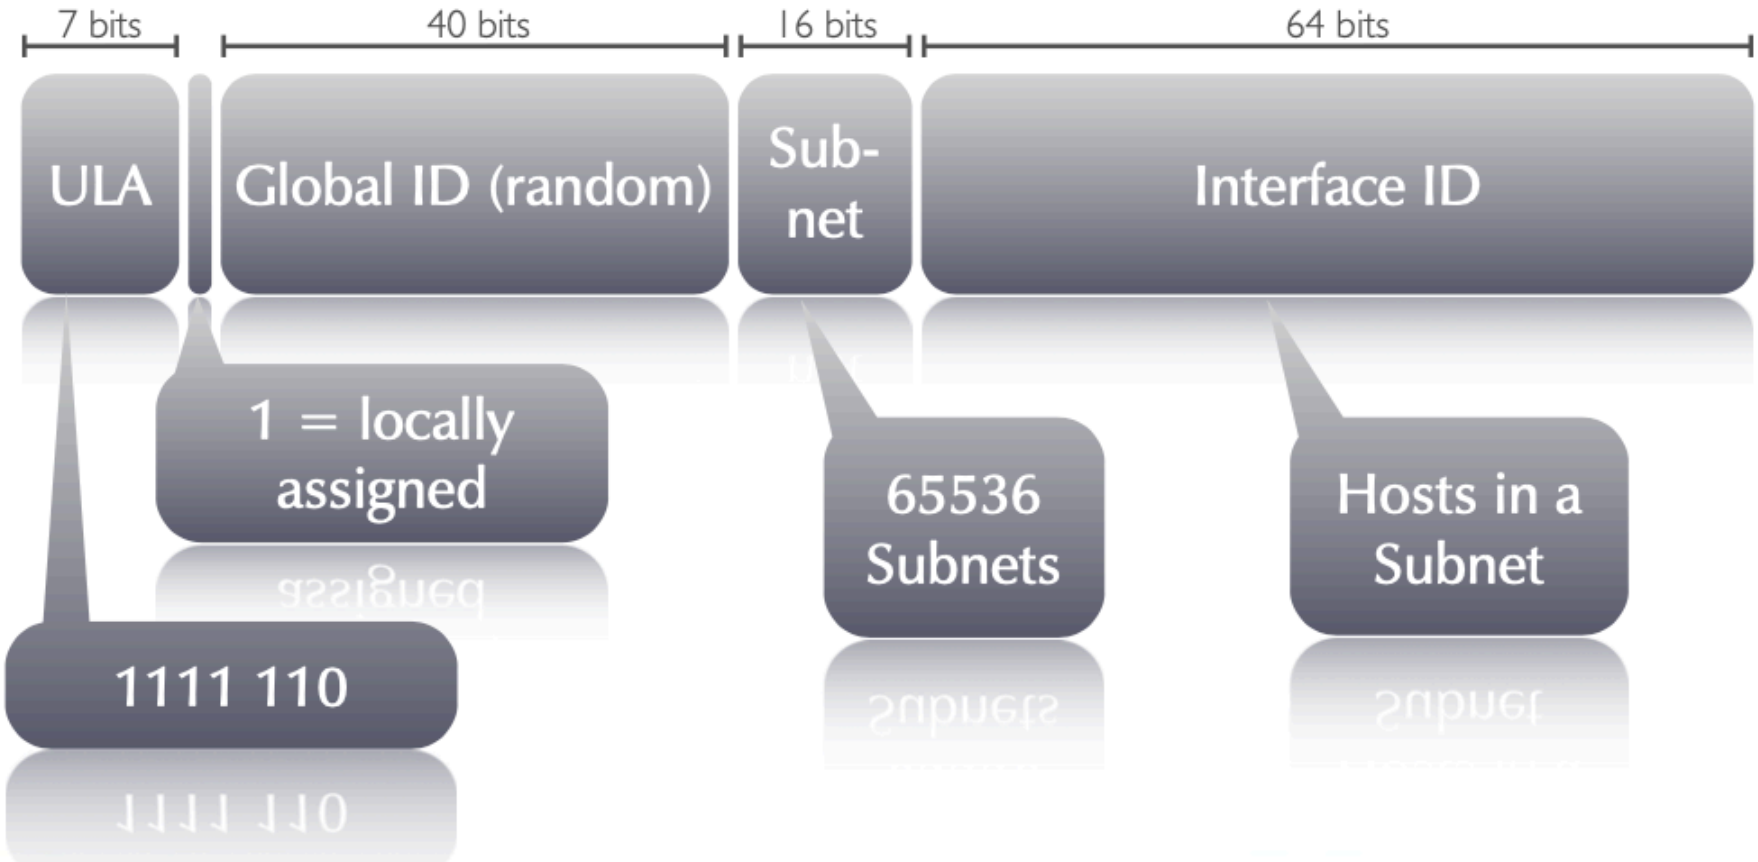 7 bits
40 bits
16 bits
64 bits
ULA
Global ID (random)
Sub-
net
Interface ID
1 = locally
assigned
65536
Subnets
Hosts in a
Subnet
1111 110